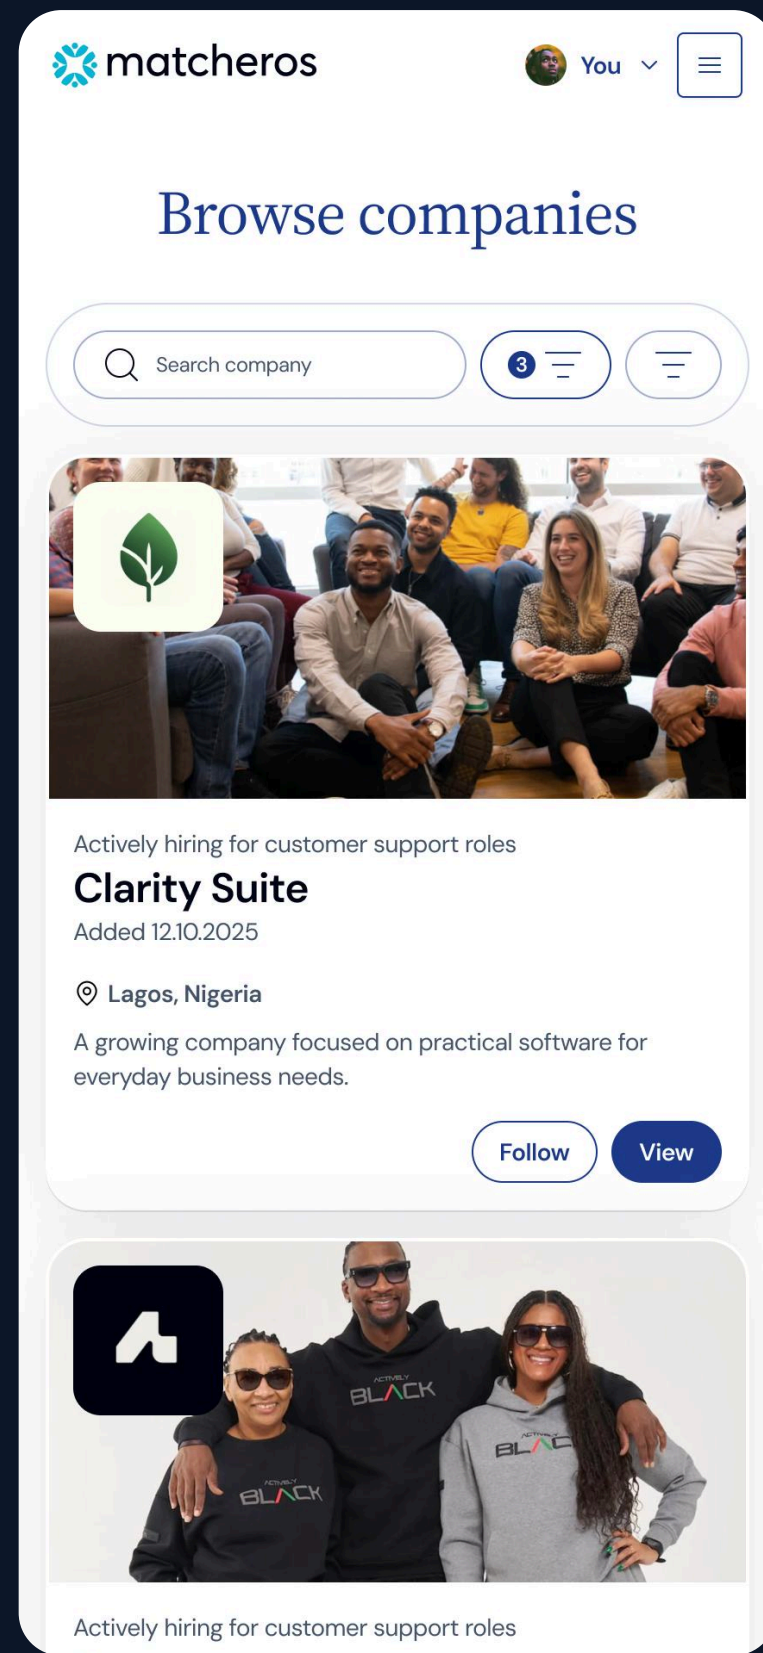 matcheros
You
Browse companies
Search company
3
Actively hiring for customer support roles
Clarity Suite
Added 12.10.2025
Lagos, Nigeria
A growing company focused on practical software for
everyday business needs.
Follow
View
ACTIVELY
BLACK
ACTIVELY
BLAC
ACTIVELY
BLACK
Actively hiring for customer support roles